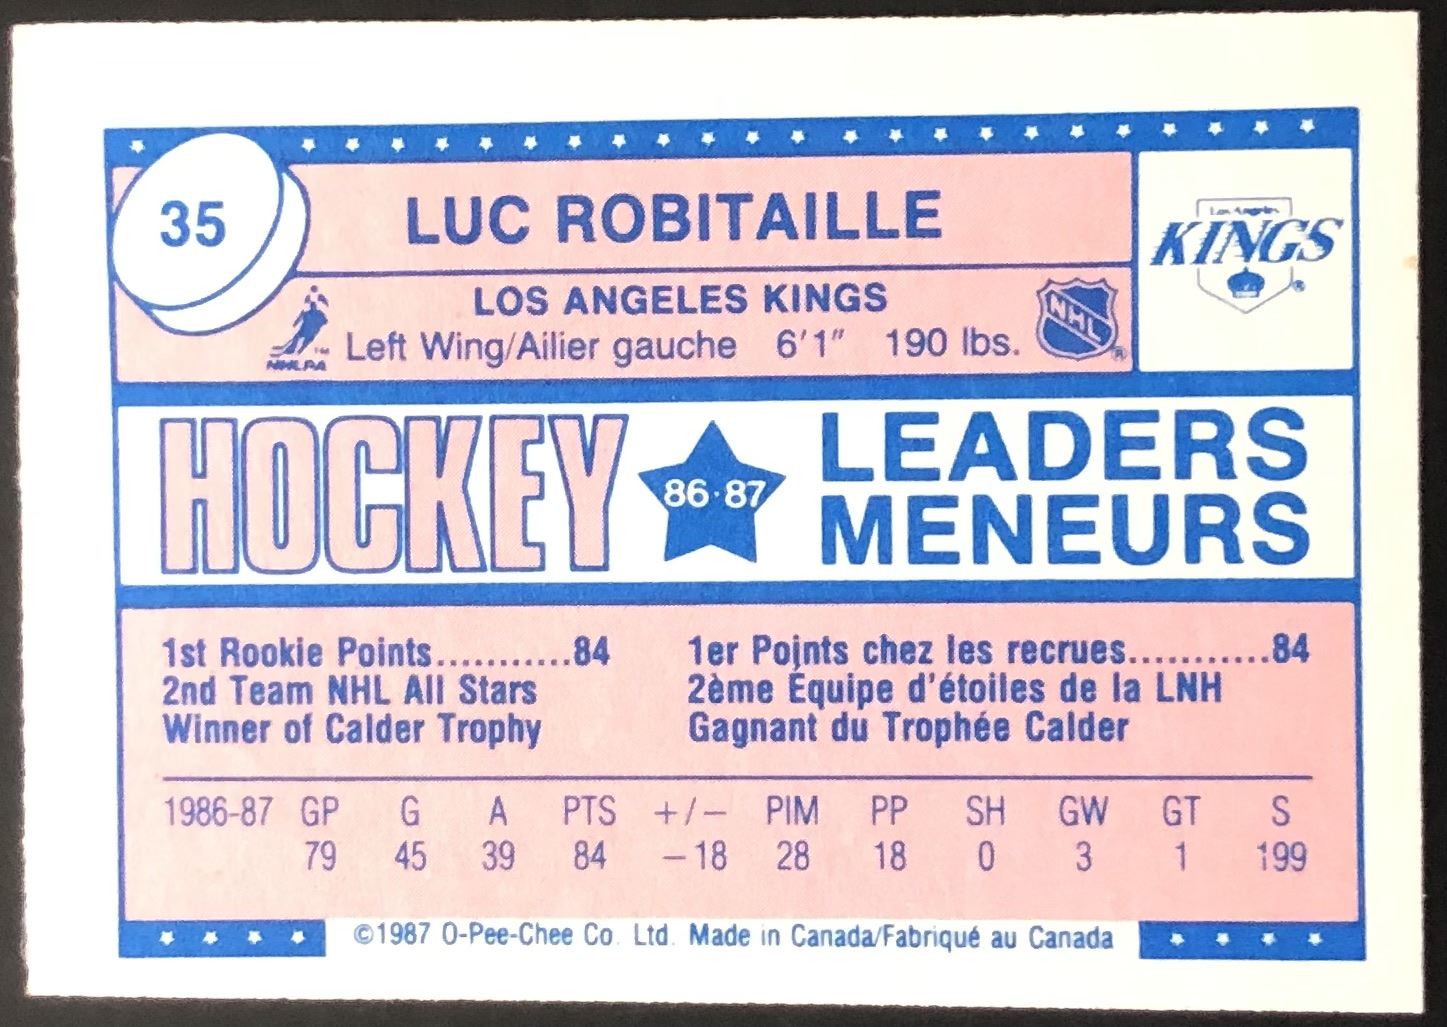 35
LUC ROBITAILLE
Los Angeles
KINGS
®
LOS ANGELES KINGS
NHLPA ™
Left Wing/Ailier gauche 6'1" 190 lbs.
NHL ®
HOCKEY
86·87
LEADERS
MENEURS
1st Rookie Points...........84
2nd Team NHL All Stars
Winner of Calder Trophy
1er Points chez les recrues............84
2ème Équipe d'étoiles de la LNH
Gagnant du Trophée Calder
1986-87 GP G A PTS +/– PIM PP SH GW GT S
79 45 39 84 –18 28 18 0 3 1 199
©1987 O-Pee-Chee Co. Ltd. Made in Canada/Fabriqué au Canada